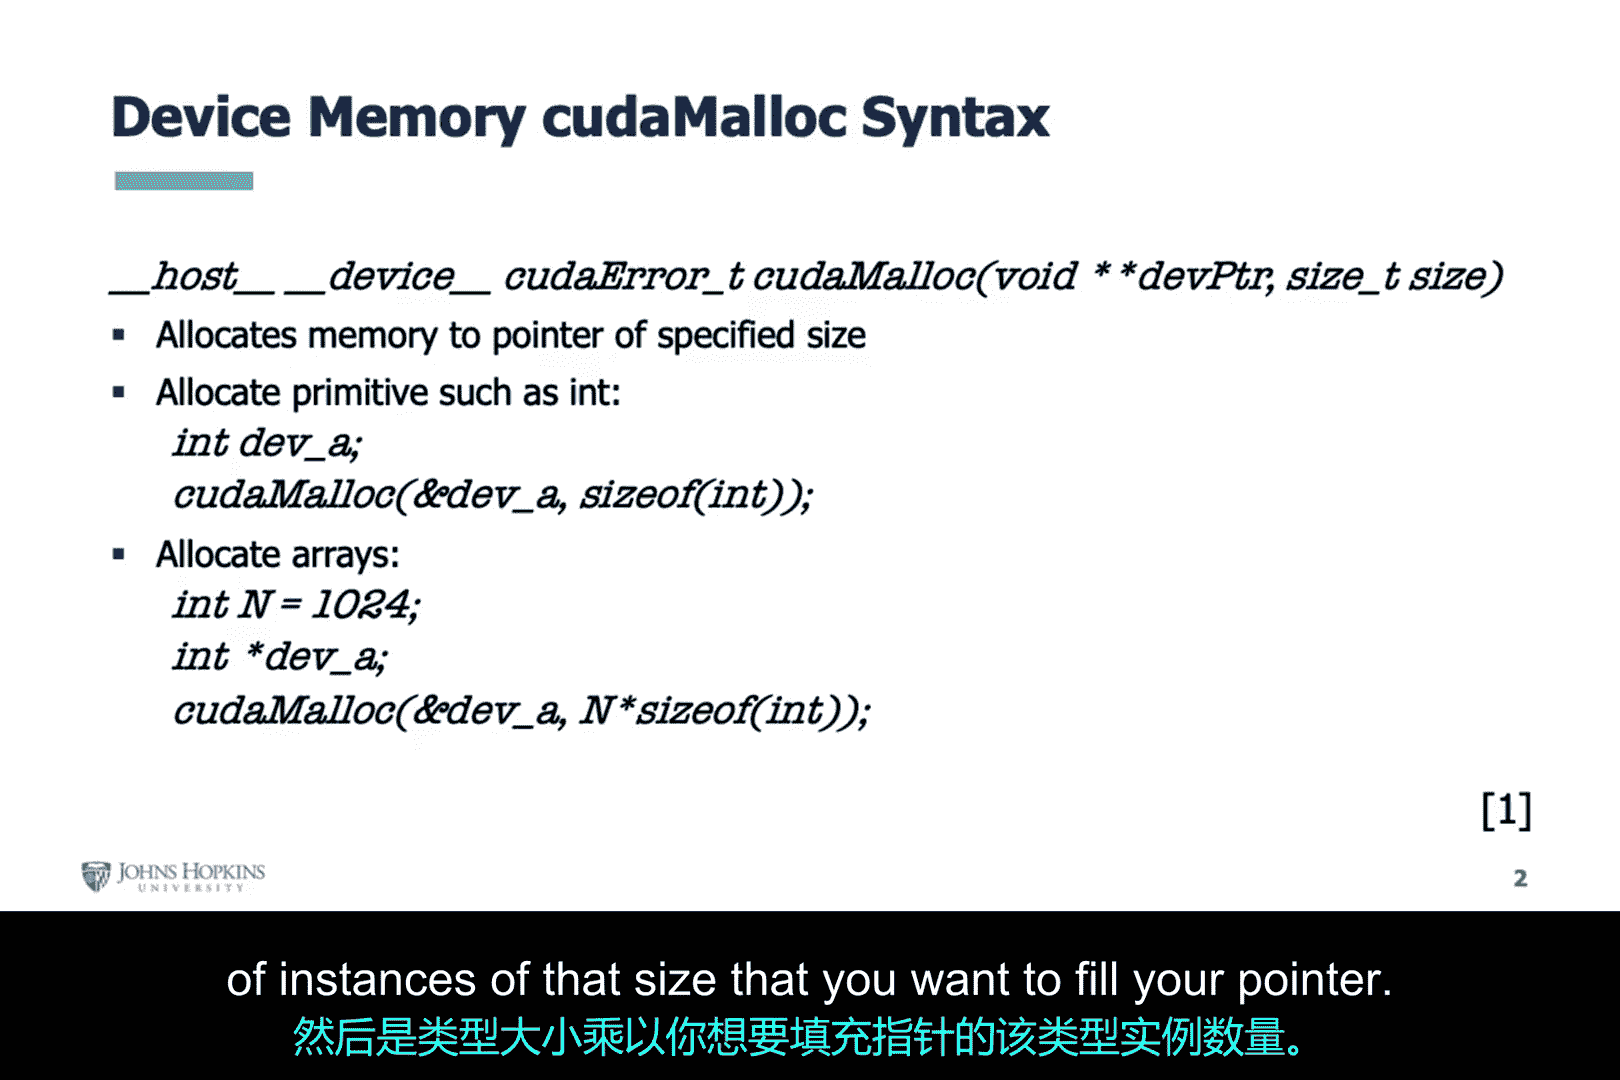 Device Memory cudaMalloc Syntax
__host__ __device__ cudaError_t cudaMalloc(void **devPtr, size_t size)
▪ Allocates memory to pointer of specified size
▪ Allocate primitive such as int:
int dev_a;
cudaMalloc(&dev_a, sizeof(int));
▪ Allocate arrays:
int N = 1024;
int *dev_a;
cudaMalloc(&dev_a, N*sizeof(int));
[1]
JOHNS HOPKINS
UNIVERSITY
2
of instances of that size that you want to fill your pointer.
然后是类型大小乘以你想要填充指针的该类型实例数量。